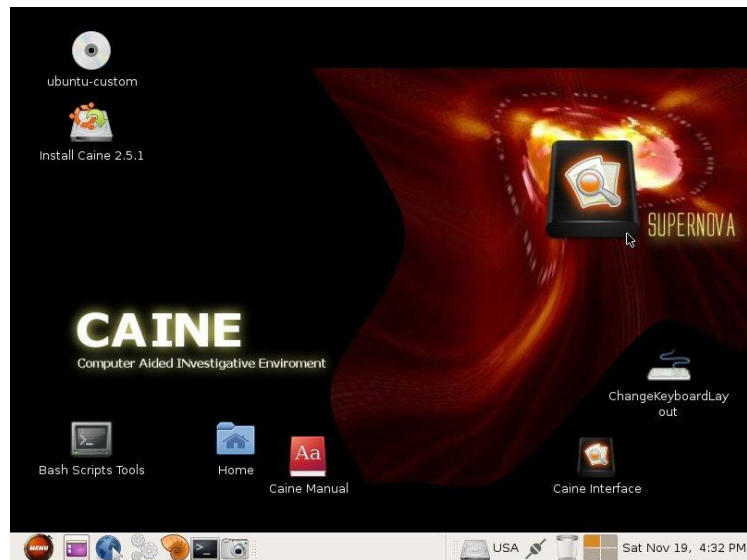 ubuntu-custom
Install Caine 2.5.1
SUPERNOVA
CAINE
Computer Aided INvestigative Enviroment
ChangeKeyboardLay
out
Bash Scripts Tools
Home
Aa
Caine Manual
Caine Interface
MENU
USA
Sat Nov 19, 4:32 PM